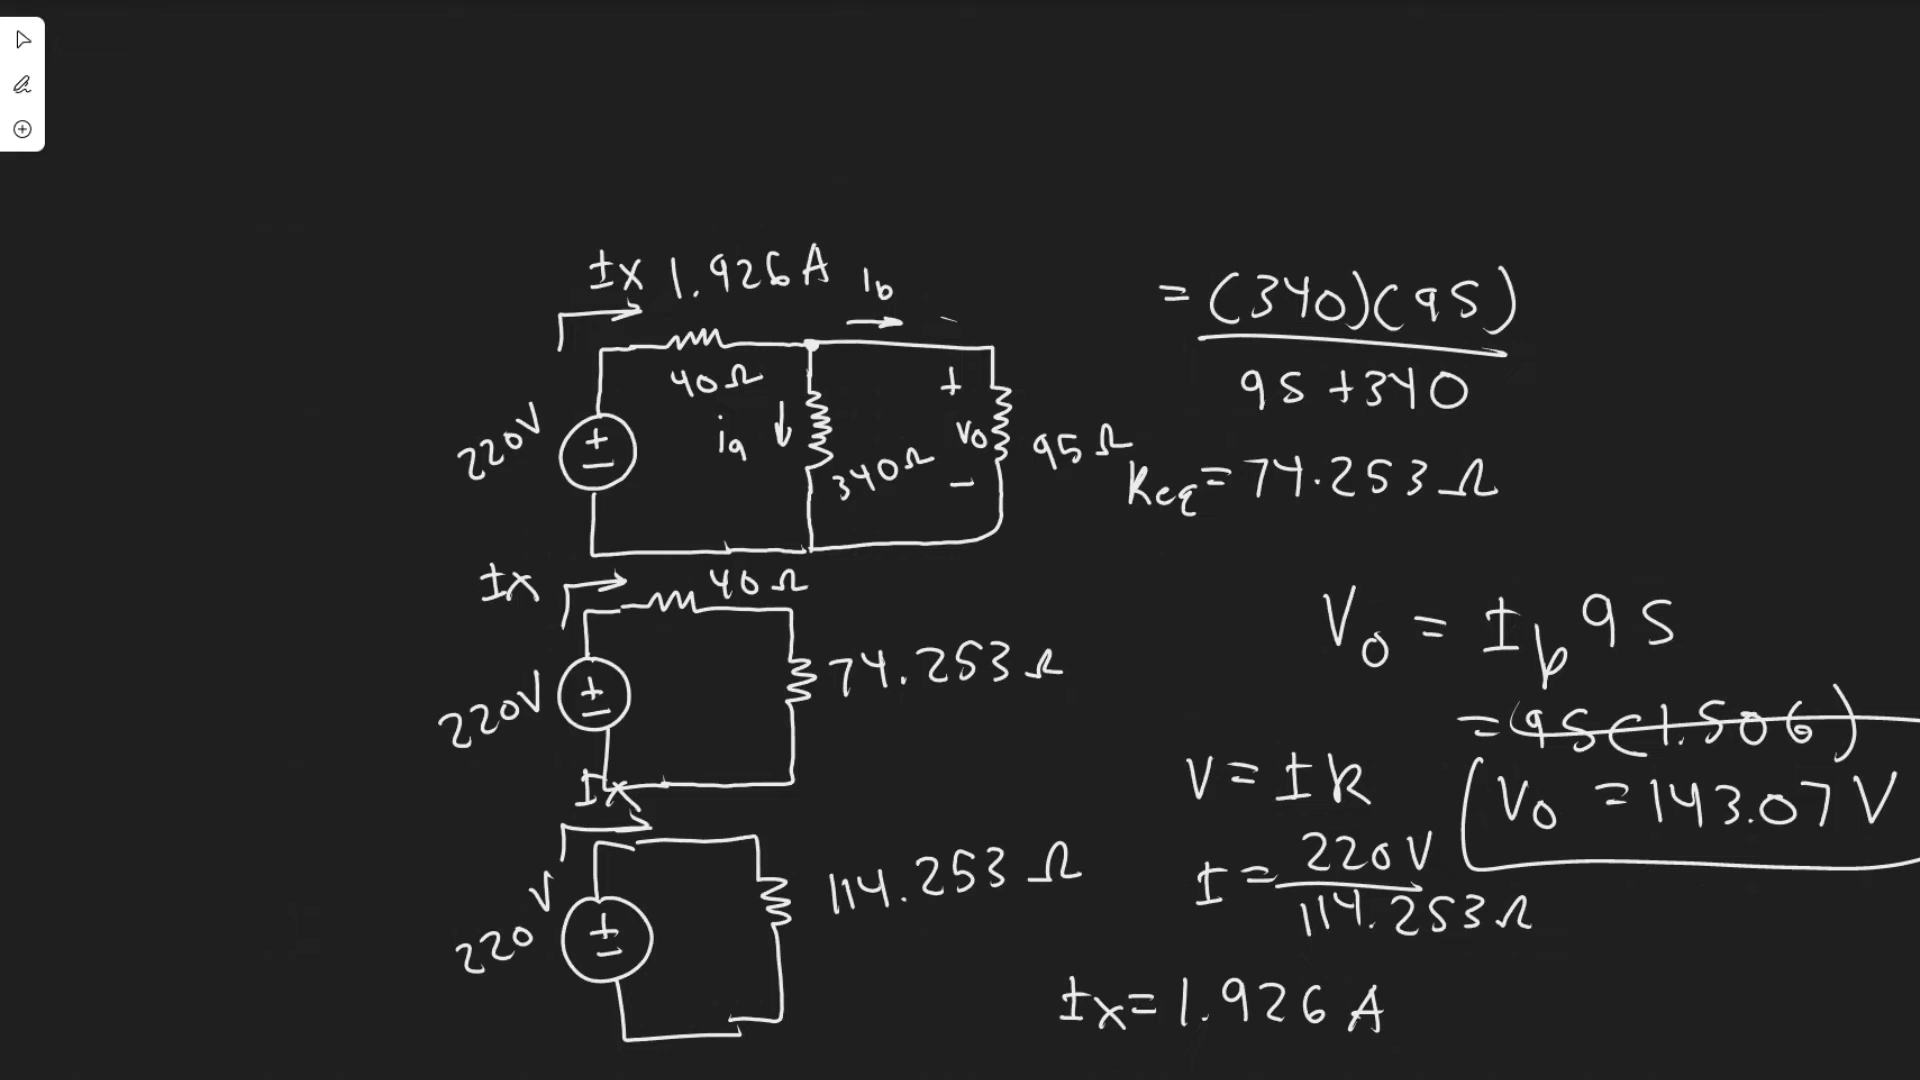 Ix 1.926A Ib
40Ω
220V
+
−
ia
340Ω
+
Vo
−
95Ω
= (340)(95)
95+340
Req = 74.253Ω
Ix
40Ω
220V
+
−
74.253Ω
Vo = Ib 95
= 95(1.506)
Vo = 143.07 V
V = IR
I = 220V
114.253Ω
Ix = 1.926 A
Ix
220 V
+
−
114.253Ω